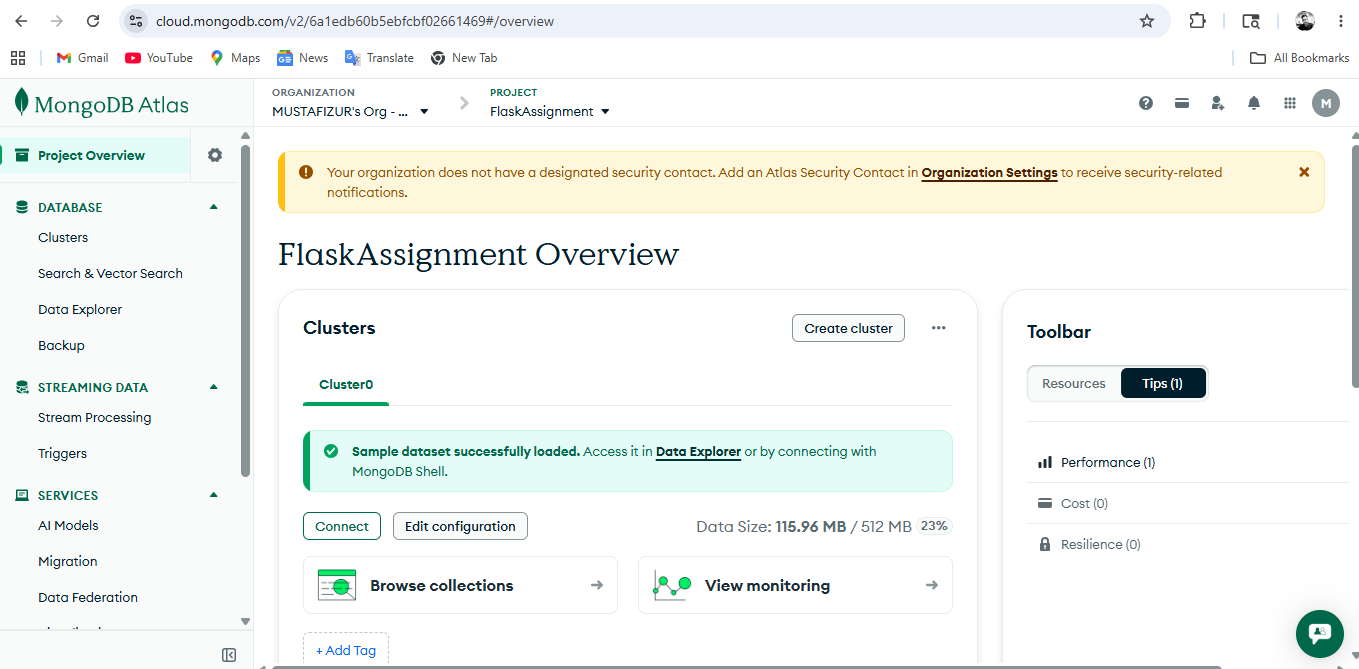 cloud.mongodb.com/v2/6a1edb60b5ebfcbf02661469#/overview
Gmail
YouTube
Maps
News
Translate
New Tab
All Bookmarks
MongoDB Atlas
ORGANIZATION
MUSTAFIZUR's Org - ...
PROJECT
FlaskAssignment
M
Project Overview
DATABASE
Clusters
Search & Vector Search
Data Explorer
Backup
STREAMING DATA
Stream Processing
Triggers
SERVICES
AI Models
Migration
Data Federation
Your organization does not have a designated security contact. Add an Atlas Security Contact in Organization Settings to receive security-related
notifications.
FlaskAssignment Overview
Clusters
Create cluster
Cluster0
Sample dataset successfully loaded. Access it in Data Explorer or by connecting with
MongoDB Shell.
Connect
Edit configuration
Data Size: 115.96 MB / 512 MB 23%
Browse collections
View monitoring
+ Add Tag
Toolbar
Resources
Tips (1)
Performance (1)
Cost (0)
Resilience (0)